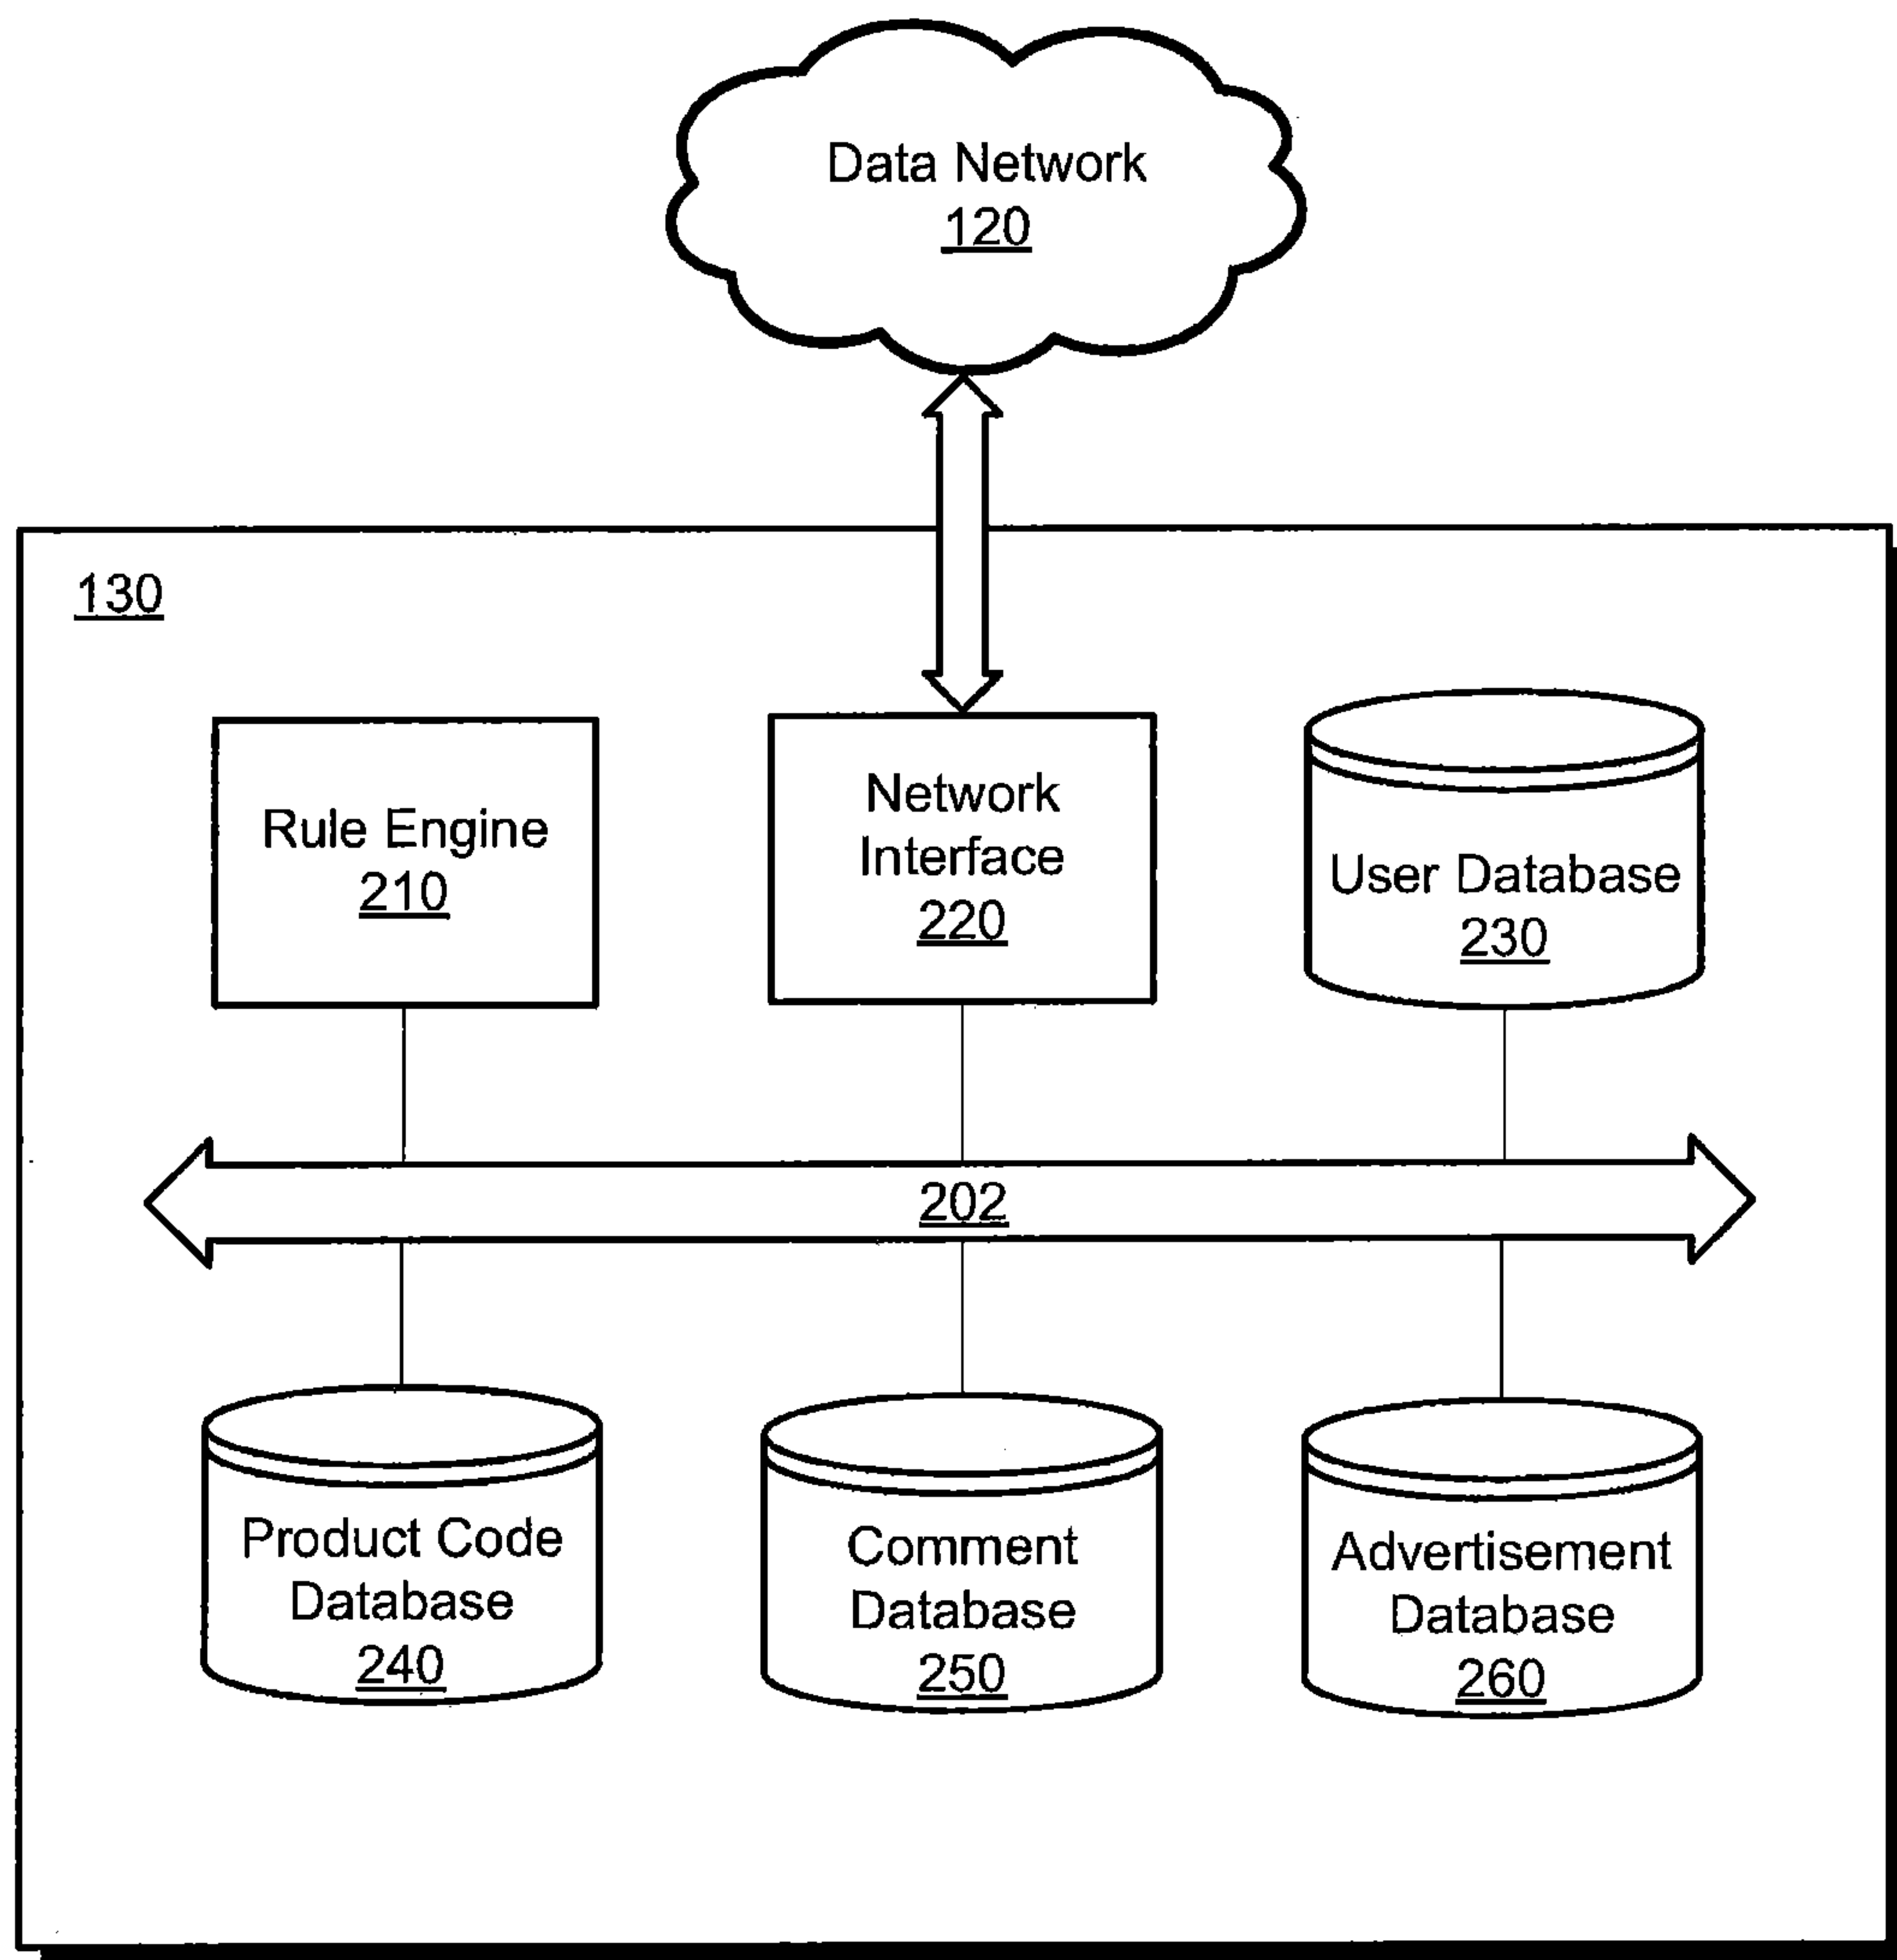 Data Network
120
130
Rule Engine
210
Network
Interface
220
User Database
230
202
Product Code
Database
240
Comment
Database
250
Advertisement
Database
260